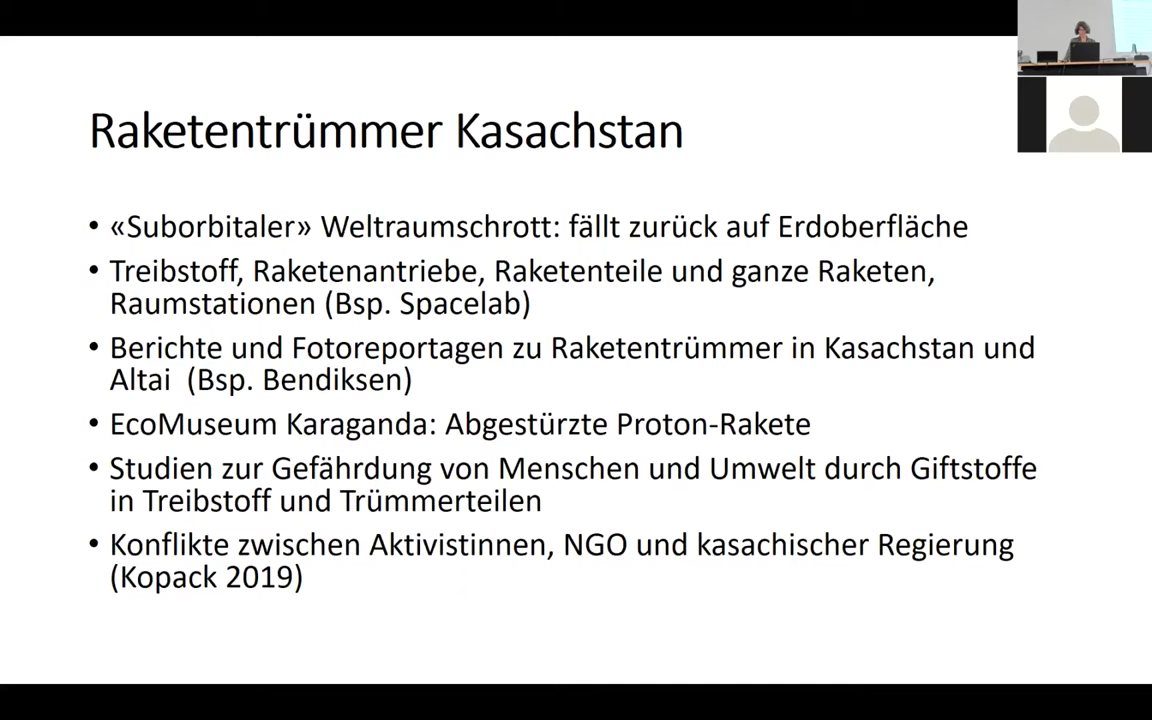 Raketentrümmer Kasachstan
• «Suborbitaler» Weltraumschrott: fällt zurück auf Erdoberfläche
• Treibstoff, Raketenantriebe, Raketenteile und ganze Raketen,
Raumstationen (Bsp. Spacelab)
• Berichte und Fotoreportagen zu Raketentrümmer in Kasachstan und
Altai  (Bsp. Bendiksen)
• EcoMuseum Karaganda: Abgestürzte Proton-Rakete
• Studien zur Gefährdung von Menschen und Umwelt durch Giftstoffe
in Treibstoff und Trümmerteilen
• Konflikte zwischen Aktivistinnen, NGO und kasachischer Regierung
(Kopack 2019)